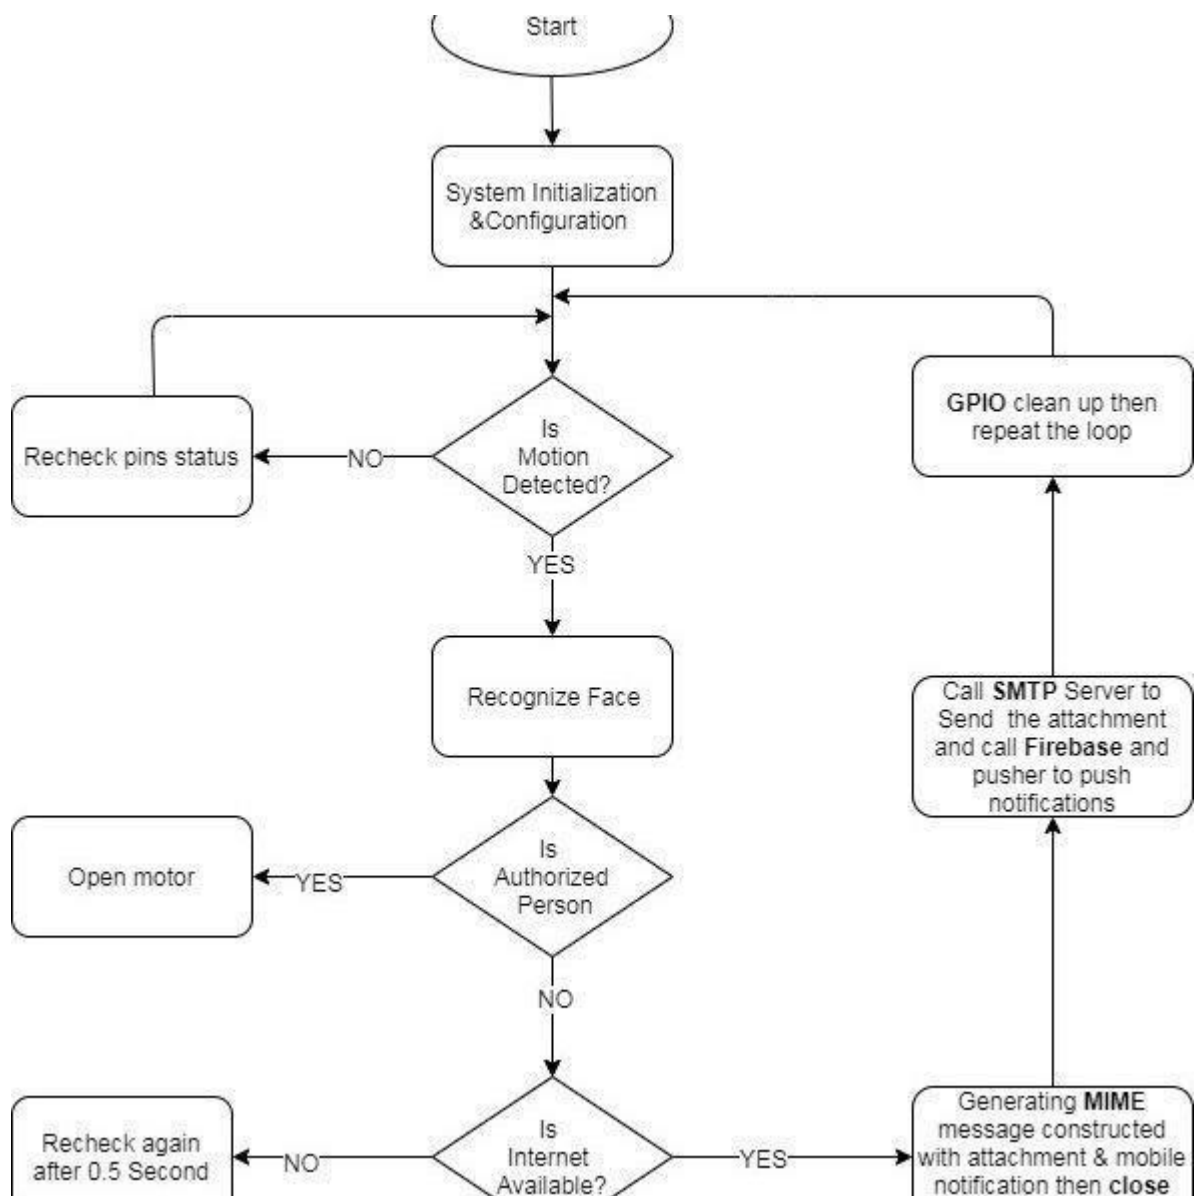 Start
System Initialization
&Configuration
Is
Motion
Detected?
NO
Recheck pins status
YES
Recognize Face
Is
Authorized
Person
YES
Open motor
NO
Is
Internet
Available?
NO
Recheck again
after 0.5 Second
YES
Generating MIME
message constructed
with attachment & mobile
notification then close
Call SMTP Server to
Send the attachment
and call Firebase and
pusher to push
notifications
GPIO clean up then
repeat the loop